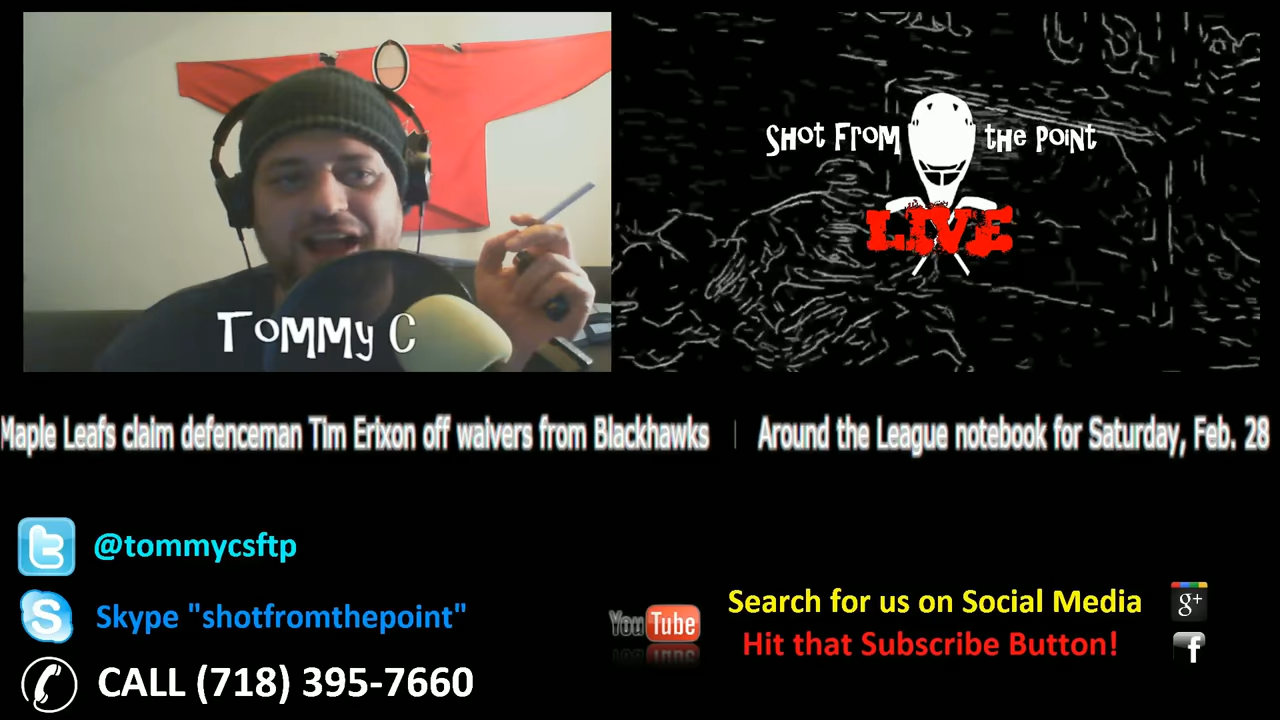 SHOT FROM THE POINT
LIVE
TOMMY C
Maple Leafs claim defenceman Tim Erixon off waivers from Blackhawks | Around the League notebook for Saturday, Feb. 28
@tommycsftp
Skype "shotfromthepoint"
CALL (718) 395-7660
You Tube
Search for us on Social Media
Hit that Subscribe Button!
g+
f